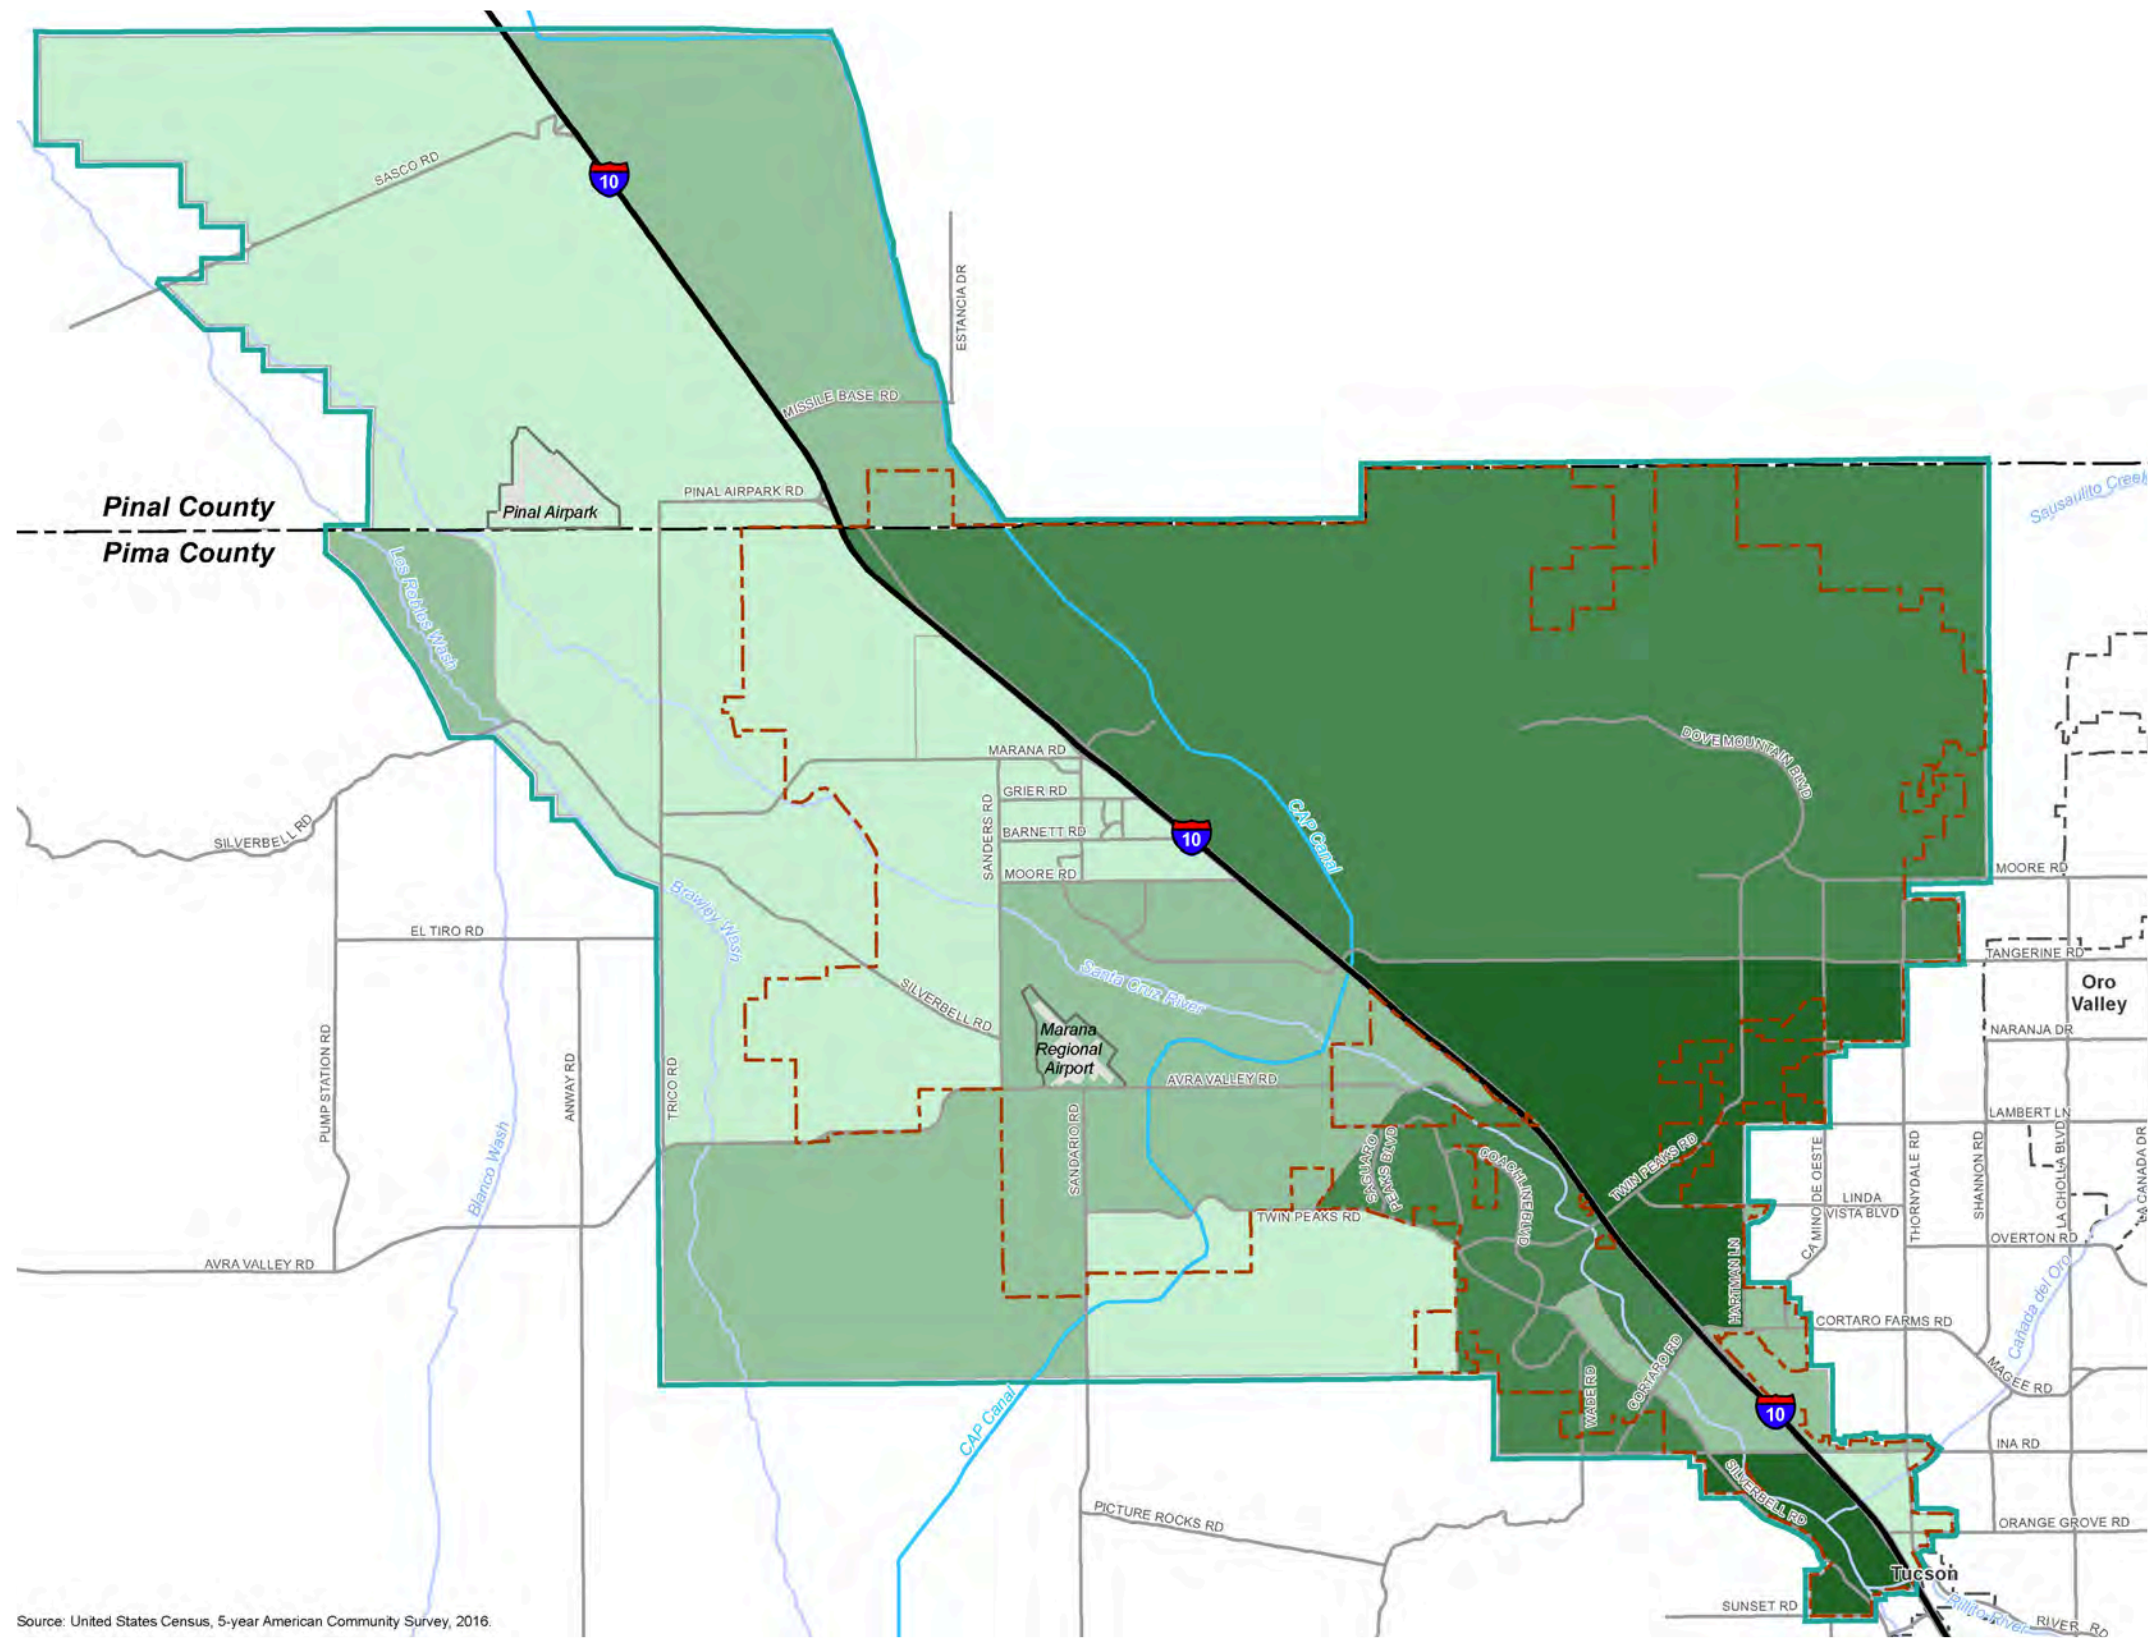 SASCO RD
10
ESTANCIA DR
MISSILE BASE RD
PINAL AIRPARK RD
Pinal County
Pinal Airpark
Pima County
Sausaulito Creek
Los Robles Wash
DOVE MOUNTAIN BLVD
MARANA RD
GRIER RD
SANDERS RD
BARNETT RD
10
CAP Canal
SILVERBELL RD
MOORE RD
MOORE RD
Brawley Wash
EL TIRO RD
TANGERINE RD
Santa Cruz River
Oro
Valley
SILVERBELL RD
Marana
Regional
Airport
NARANJA DR
PUMP STATION RD
ANWAY RD
TRICO RD
AVRA VALLEY RD
LAMBERT LN
SANDARIO RD
SAGUARO
PEAKS BLVD
COACHLINE BLVD
TWIN PEAKS RD
CAMINO DE OESTE
THORNYDALE RD
SHANNON RD
LA CHOLLA BLVD
LA CANADA DR
Blanco Wash
LINDA
VISTA BLVD
TWIN PEAKS RD
OVERTON RD
AVRA VALLEY RD
HARTMAN LN
Cañada del Oro
CORTARO FARMS RD
CORTARO RD
WADE RD
MAGEE RD
10
CAP Canal
INA RD
SILVERBELL RD
PICTURE ROCKS RD
ORANGE GROVE RD
Tucson
SUNSET RD
Rillito River
RIVER RD
Source: United States Census, 5-year American Community Survey, 2016.